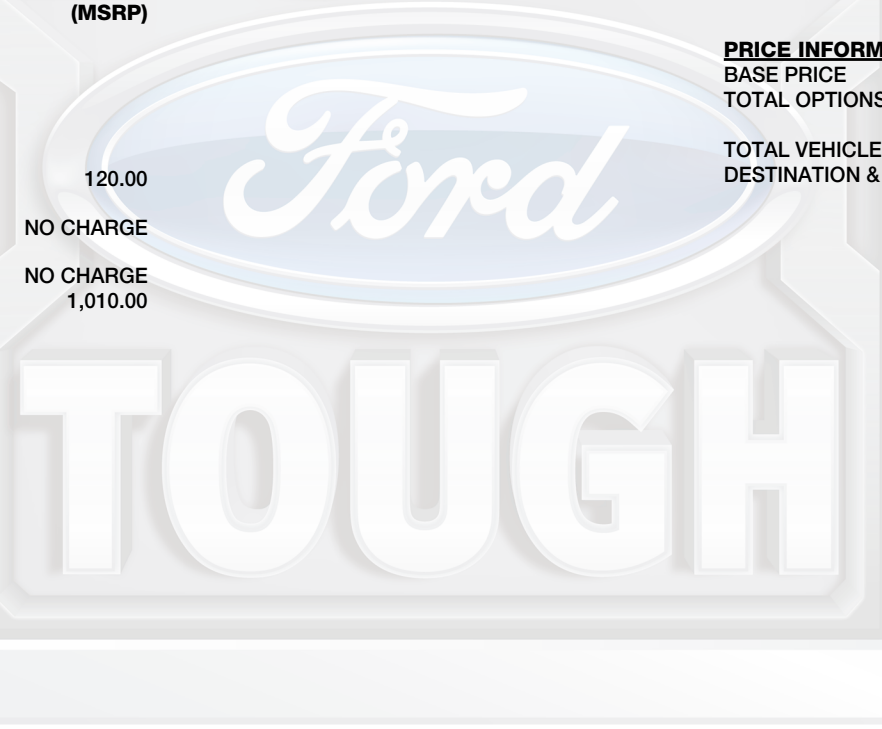 (MSRP)
120.00
NO CHARGE
NO CHARGE
1,010.00
PRICE INFORM
BASE PRICE
TOTAL OPTIONS
TOTAL VEHICLE
DESTINATION &
Ford
TOUGH